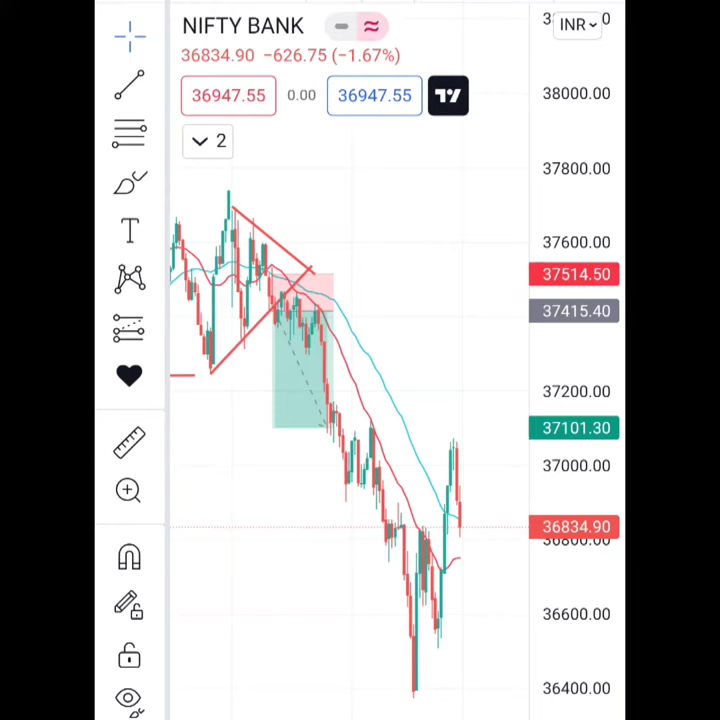 NIFTY BANK
36834.90 −626.75 (−1.67%)
36947.55 0.00 36947.55
2
INR
38000.00
37800.00
37600.00
37514.50
37415.40
37200.00
37101.30
37000.00
36834.90
36800.00
36600.00
36400.00
T